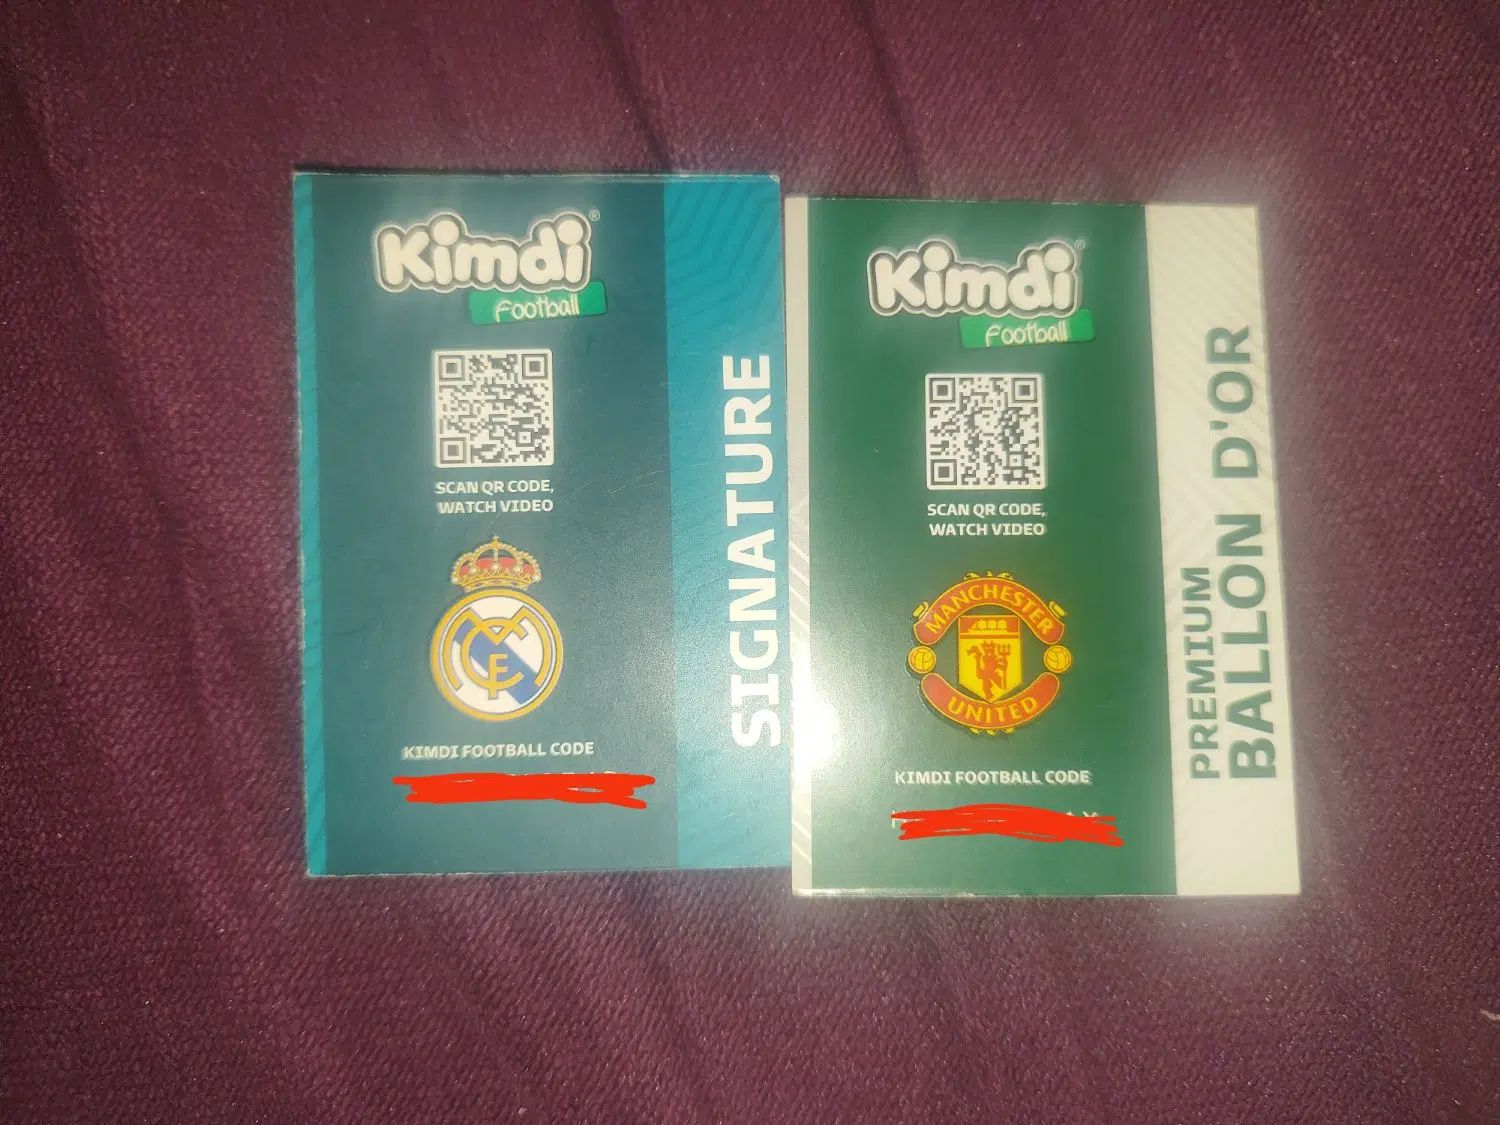 Kimdi®
Football
SCAN QR CODE,
WATCH VIDEO
KIMDI FOOTBALL CODE
SIGNATURE
Kimdi®
Football
SCAN QR CODE,
WATCH VIDEO
MANCHESTER
UNITED
KIMDI FOOTBALL CODE
PREMIUM
BALLON D'OR